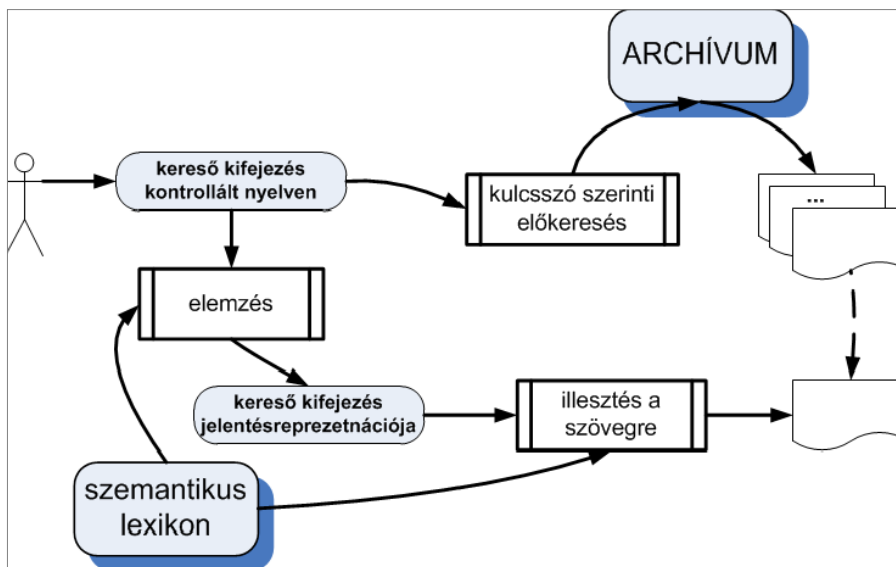 ARCHÍVUM
kereső kifejezés
kontrollált nyelven
kulcsszó szerinti
előkeresés
...
elemzés
kereső kifejezés
jelentésreprezetnációja
illesztés a
szövegre
szemantikus
lexikon